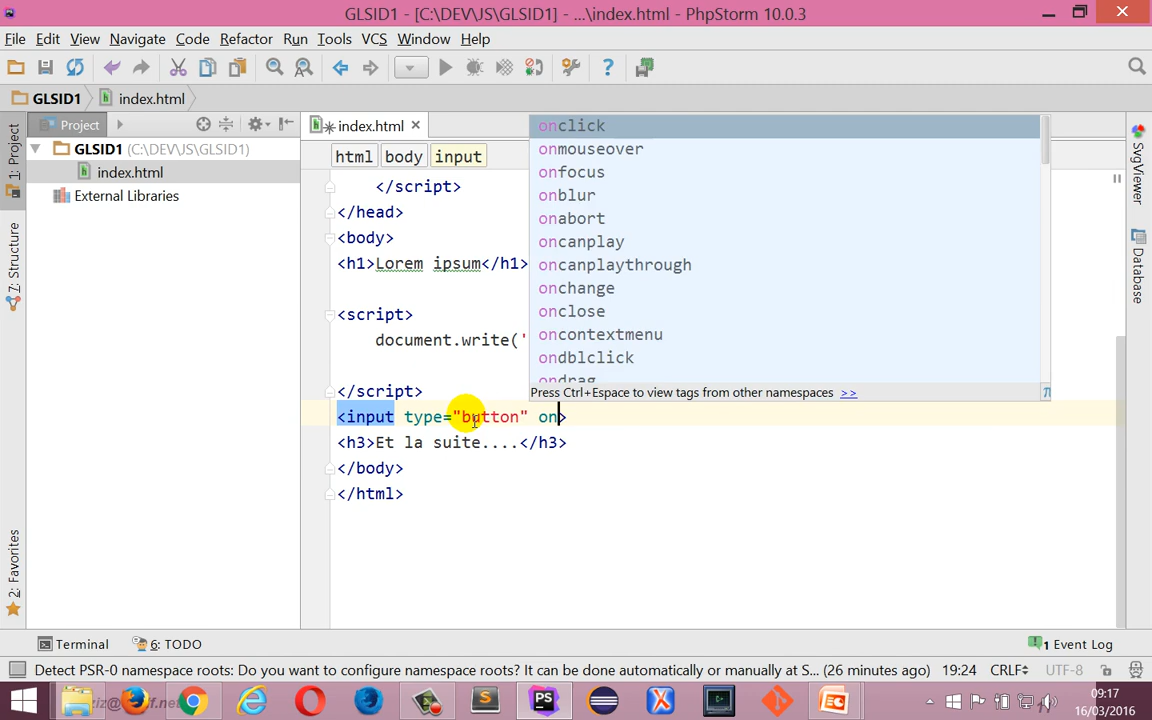 GLSID1 - [C:\DEV\JS\GLSID1] - ...\index.html - PhpStorm 10.0.3
File Edit View Navigate Code Refactor Run Tools VCS Window Help
GLSID1 index.html
Project
index.html
1: Project
7: Structure
2: Favorites
SvgViewer
Database
GLSID1 (C:\DEV\JS\GLSID1)
index.html
External Libraries
html body input
</script>
</head>
<body>
<h1>Lorem ipsum</h1>
<script>
document.write('
</script>
<input type="button" on>
<h3>Et la suite....</h3>
</body>
</html>
onclick
onmouseover
onfocus
onblur
onabort
oncanplay
oncanplaythrough
onchange
onclose
oncontextmenu
ondblclick
ondrag
Press Ctrl+Espace to view tags from other namespaces >>
π
Terminal 6: TODO 1 Event Log
Detect PSR-0 namespace roots: Do you want to configure namespace roots? It can be done automatically or manually at S... (26 minutes ago) 19:24 CRLF UTF-8
09:17
16/03/2016